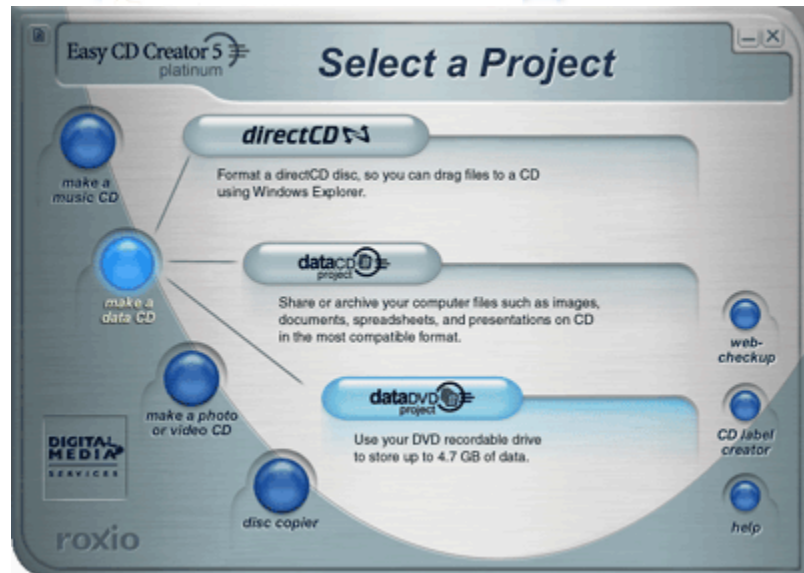 Easy CD Creator 5
platinum
Select a Project
make a
music CD
directCD
Format a directCD disc, so you can drag files to a CD
using Windows Explorer.
make a
data CD
dataCD
project
Share or archive your computer files such as images,
documents, spreadsheets, and presentations on CD
in the most compatible format.
web-
checkup
make a photo
or video CD
dataDVD
project
Use your DVD recordable drive
to store up to 4.7 GB of data.
CD label
creator
DIGITAL
MEDIA
SERVICES
disc copier
help
roxio